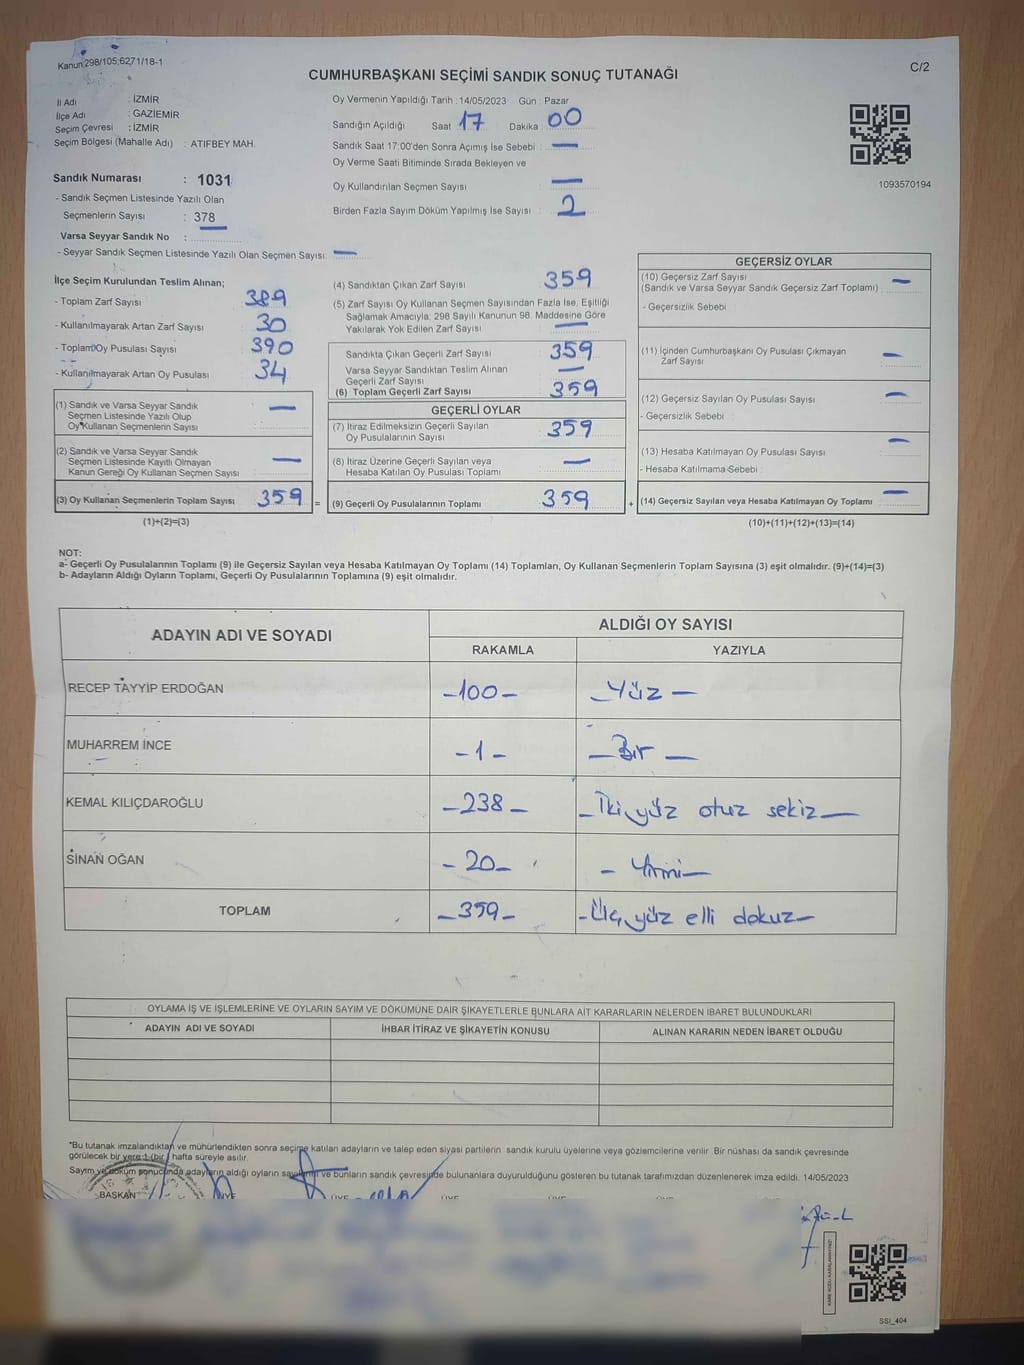 Kanun:298/105;6271/18-1
C/2
CUMHURBAŞKANI SEÇİMİ SANDIK SONUÇ TUTANAĞI
İl Adı : İZMİR
İlçe Adı : GAZİEMİR
Seçim Çevresi : İZMİR
Seçim Bölgesi (Mahalle Adı) : ATIFBEY MAH.
Sandık Numarası : 1031
- Sandık Seçmen Listesinde Yazılı Olan
Seçmenlerin Sayısı : 378
Varsa Seyyar Sandık No :
- Seyyar Sandık Seçmen Listesinde Yazılı Olan Seçmen Sayısı: —
Oy Vermenin Yapıldığı Tarih :14/05/2023 Gün : Pazar
Sandığın Açıldığı Saat 17 Dakika : 00
Sandık Saat 17:00'den Sonra Açımış İse Sebebi : —
Oy Verme Saati Bitiminde Sırada Bekleyen ve
Oy Kullandırılan Seçmen Sayısı : —
Birden Fazla Sayım Döküm Yapılmış İse Sayısı : 2
1093570194
İlçe Seçim Kurulundan Teslim Alınan;
- Toplam Zarf Sayısı 389
- Kullanılmayarak Artan Zarf Sayısı 30
- Toplam Oy Pusulası Sayısı 390
- Kullanılmayarak Artan Oy Pusulası 34
(1) Sandık ve Varsa Seyyar Sandık
Seçmen Listesinde Yazılı Olup
Oy Kullanan Seçmenlerin Sayısı —
(2) Sandık ve Varsa Seyyar Sandık
Seçmen Listesinde Kayıtlı Olmayan
Kanun Gereği Oy Kullanan Seçmen Sayısı —
(3) Oy Kullanan Seçmenlerin Toplam Sayısı 359 =
(1)+(2)=(3)
(4) Sandıktan Çıkan Zarf Sayısı 359
(5) Zarf Sayısı Oy Kullanan Seçmen Sayısından Fazla İse, Eşitliği
Sağlamak Amacıyla; 298 Sayılı Kanunun 98. Maddesine Göre
Yakılarak Yok Edilen Zarf Sayısı : —
Sandıkta Çıkan Geçerli Zarf Sayısı 359
Varsa Seyyar Sandıktan Teslim Alınan
Geçerli Zarf Sayısı —
(6) Toplam Geçerli Zarf Sayısı 359
GEÇERLİ OYLAR
(7) İtiraz Edilmeksizin Geçerli Sayılan
Oy Pusulalarının Sayısı 359
(8) İtiraz Üzerine Geçerli Sayılan veya
Hesaba Katılan Oy Pusulası Toplamı —
(9) Geçerli Oy Pusulalarının Toplamı 359 +
GEÇERSİZ OYLAR
(10) Geçersiz Zarf Sayısı
(Sandık ve Varsa Seyyar Sandık Geçersiz Zarf Toplamı) —
- Geçersizlik Sebebi :
(11) İçinden Cumhurbaşkanı Oy Pusulası Çıkmayan
Zarf Sayısı —
(12) Geçersiz Sayılan Oy Pusulası Sayısı —
- Geçersizlik Sebebi :
(13) Hesaba Katılmayan Oy Pusulası Sayısı —
- Hesaba Katılmama Sebebi :
(14) Geçersiz Sayılan veya Hesaba Katılmayan Oy Toplamı —
(10)+(11)+(12)+(13)=(14)
NOT:
a- Geçerli Oy Pusulalarının Toplamı (9) ile Geçersiz Sayılan veya Hesaba Katılmayan Oy Toplamı (14) Toplamları, Oy Kullanan Seçmenlerin Toplam Sayısına (3) eşit olmalıdır. (9)+(14)=(3)
b- Adayların Aldığı Oyların Toplamı, Geçerli Oy Pusulalarının Toplamına (9) eşit olmalıdır.
ADAYIN ADI VE SOYADI
ALDIĞI OY SAYISI
RAKAMLA YAZIYLA
RECEP TAYYİP ERDOĞAN -100- - Yüz -
MUHARREM İNCE - 1 - - Bir -
KEMAL KILIÇDAROĞLU -238- - İki yüz otuz sekiz -
SİNAN OĞAN -20- - Yirmi -
TOPLAM -359- - Üç yüz elli dokuz -
OYLAMA İŞ VE İŞLEMLERİNE VE OYLARIN SAYIM VE DÖKÜMÜNE DAİR ŞİKAYETLERLE BUNLARA AİT KARARLARIN NELERDEN İBARET BULUNDUKLARI
ADAYIN ADI VE SOYADI İHBAR İTİRAZ VE ŞİKAYETİN KONUSU ALINAN KARARIN NEDEN İBARET OLDUĞU
*Bu tutanak imzalandıktan ve mühürlendikten sonra seçime katılan adayların ve talep eden siyasi partilerin sandık kurulu üyelerine veya gözlemcilerine verilir. Bir nüshası da sandık çevresinde
görülecek bir yere 1 (bir) hafta süreyle asılır.
Sayım ve döküm sonucunda adayların aldığı oyların sayılarını ve bunların sandık çevresinde bulunanlara duyurulduğunu gösteren bu tutanak tarafımızdan düzenlenerek imza edildi. 14/05/2023
BAŞKAN ÜYE ÜYE ÜYE
KARE KODU KARALAMAYINIZ!
SSI_404